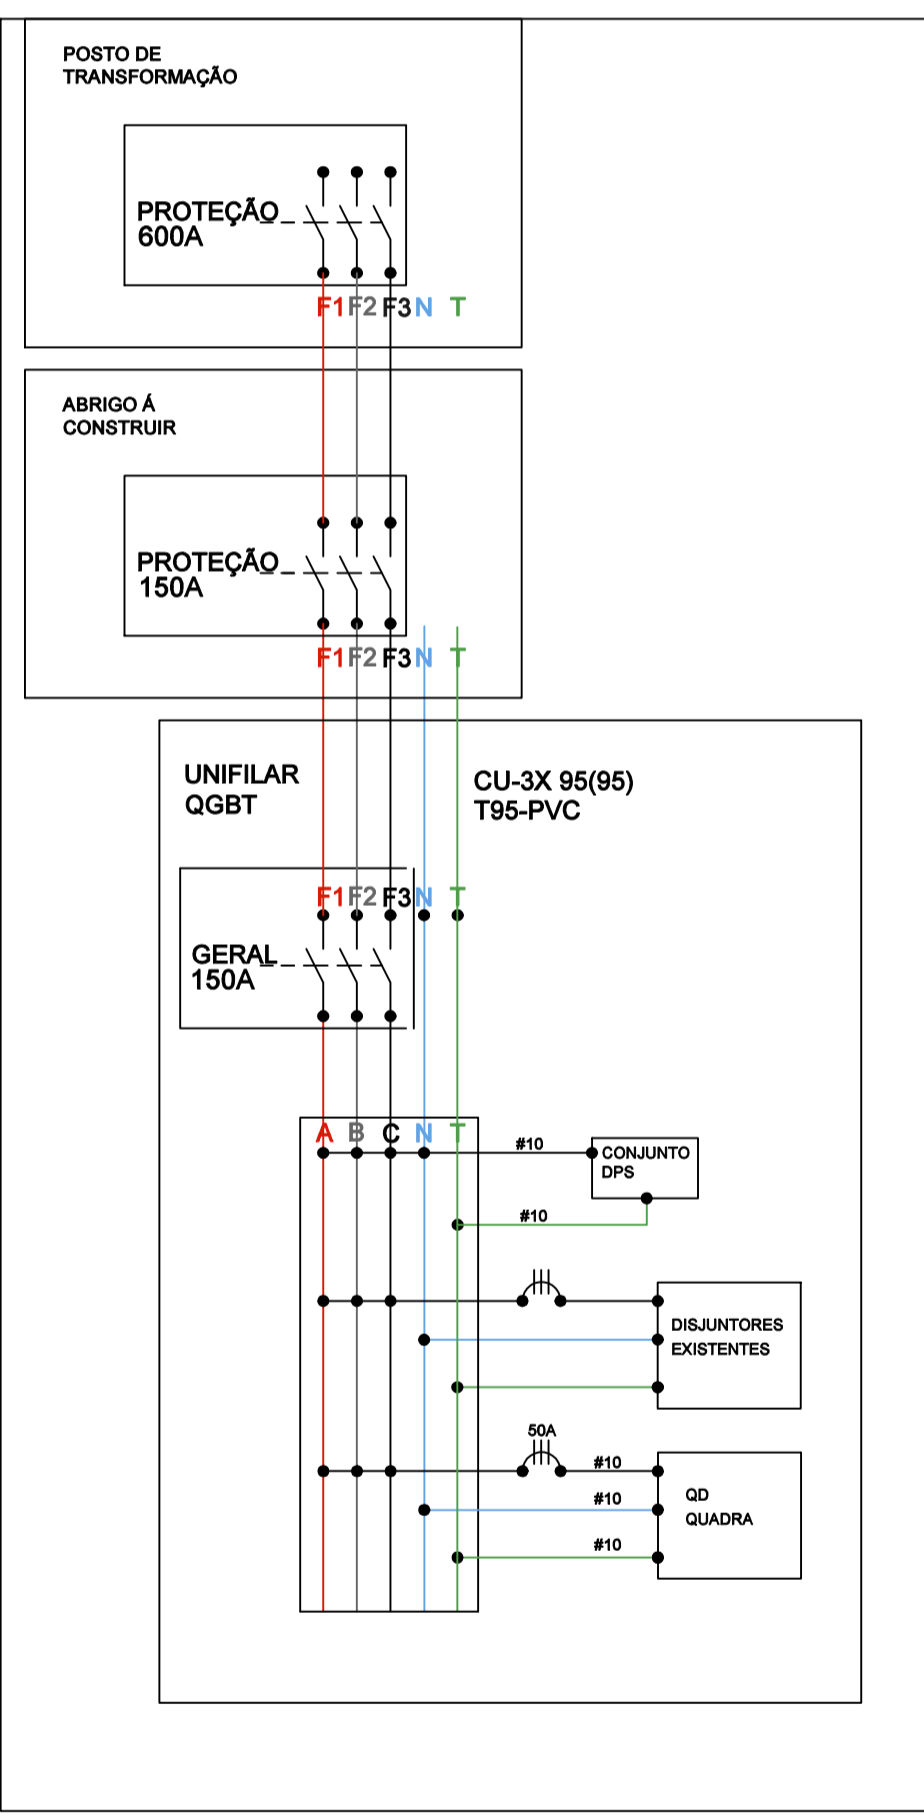 POSTO DE
TRANSFORMAÇÃO
PROTEÇÃO
600A
F1 F2 F3 N T
ABRIGO Á
CONSTRUIR
PROTEÇÃO
150A
F1 F2 F3 N T
UNIFILAR
QGBT
CU-3X 95(95)
T95-PVC
F1 F2 F3 N T
GERAL
150A
A B C N T
#10
CONJUNTO
DPS
#10
DISJUNTORES
EXISTENTES
50A
#10
#10
#10
QD
QUADRA